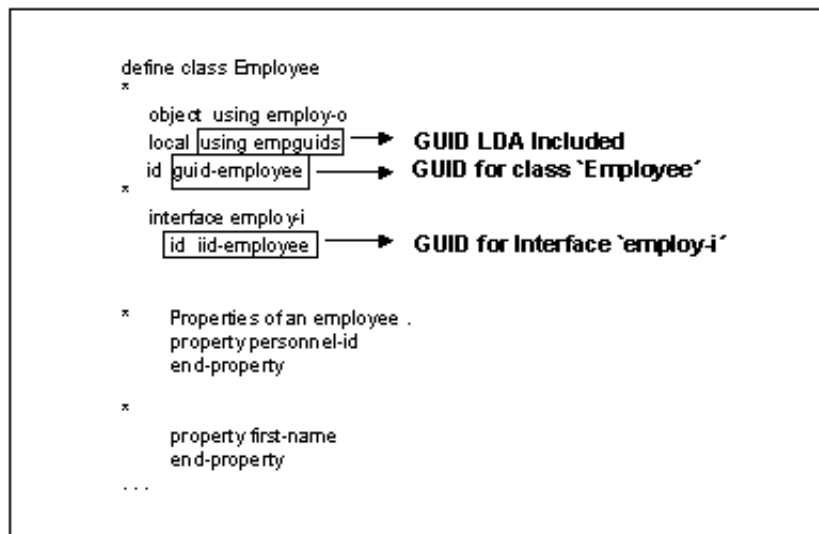 define class Employee
*
object using employ-o
local using empguids GUID LDA Included
id guid-employee GUID for class `Employee´
*
interface employ-i
id iid-employee GUID for Interface `employ-i´
* Properties of an employee .
property personnel-id
end-property
*
property first-name
end-property
. . .